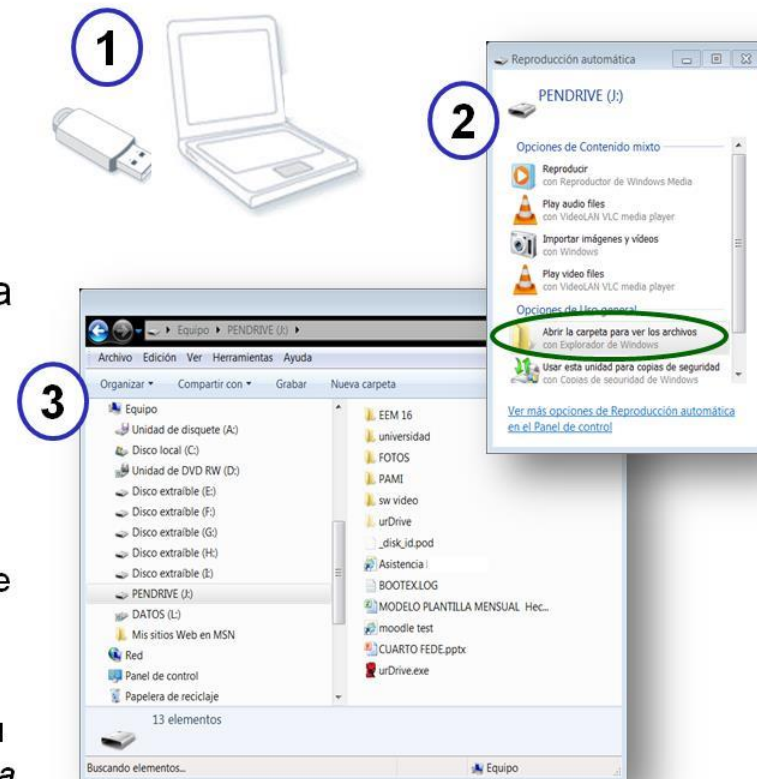 1
2
Reproducción automática
PENDRIVE (J:)
Opciones de Contenido mixto
Reproducir
con Reproductor de Windows Media
Play audio files
con VideoLAN VLC media player
Importar imágenes y vídeos
con Windows
Play video files
con VideoLAN VLC media player
Opciones de Uso general
Abrir la carpeta para ver los archivos
con Explorador de Windows
Usar esta unidad para copias de seguridad
con Copias de seguridad de Windows
Ver más opciones de Reproducción automática
en el Panel de control
a
e
a
3
Equipo PENDRIVE (J:)
Archivo Edición Ver Herramientas Ayuda
Organizar Compartir con Grabar Nueva carpeta
Equipo
Unidad de disquete (A:)
Disco local (C:)
Unidad de DVD RW (D:)
Disco extraíble (E:)
Disco extraíble (F:)
Disco extraíble (G:)
Disco extraíble (H:)
Disco extraíble (I:)
PENDRIVE (J:)
DATOS (L:)
Mis sitios Web en MSN
Red
Panel de control
Papelera de reciclaje
EEM 16
universidad
FOTOS
PAMI
sw video
urDrive
_disk_id.pod
Asistencia
BOOTEX.LOG
MODELO PLANTILLA MENSUAL Hec...
moodle test
CUARTO FEDE.pptx
urDrive.exe
13 elementos
Buscando elementos...
Equipo